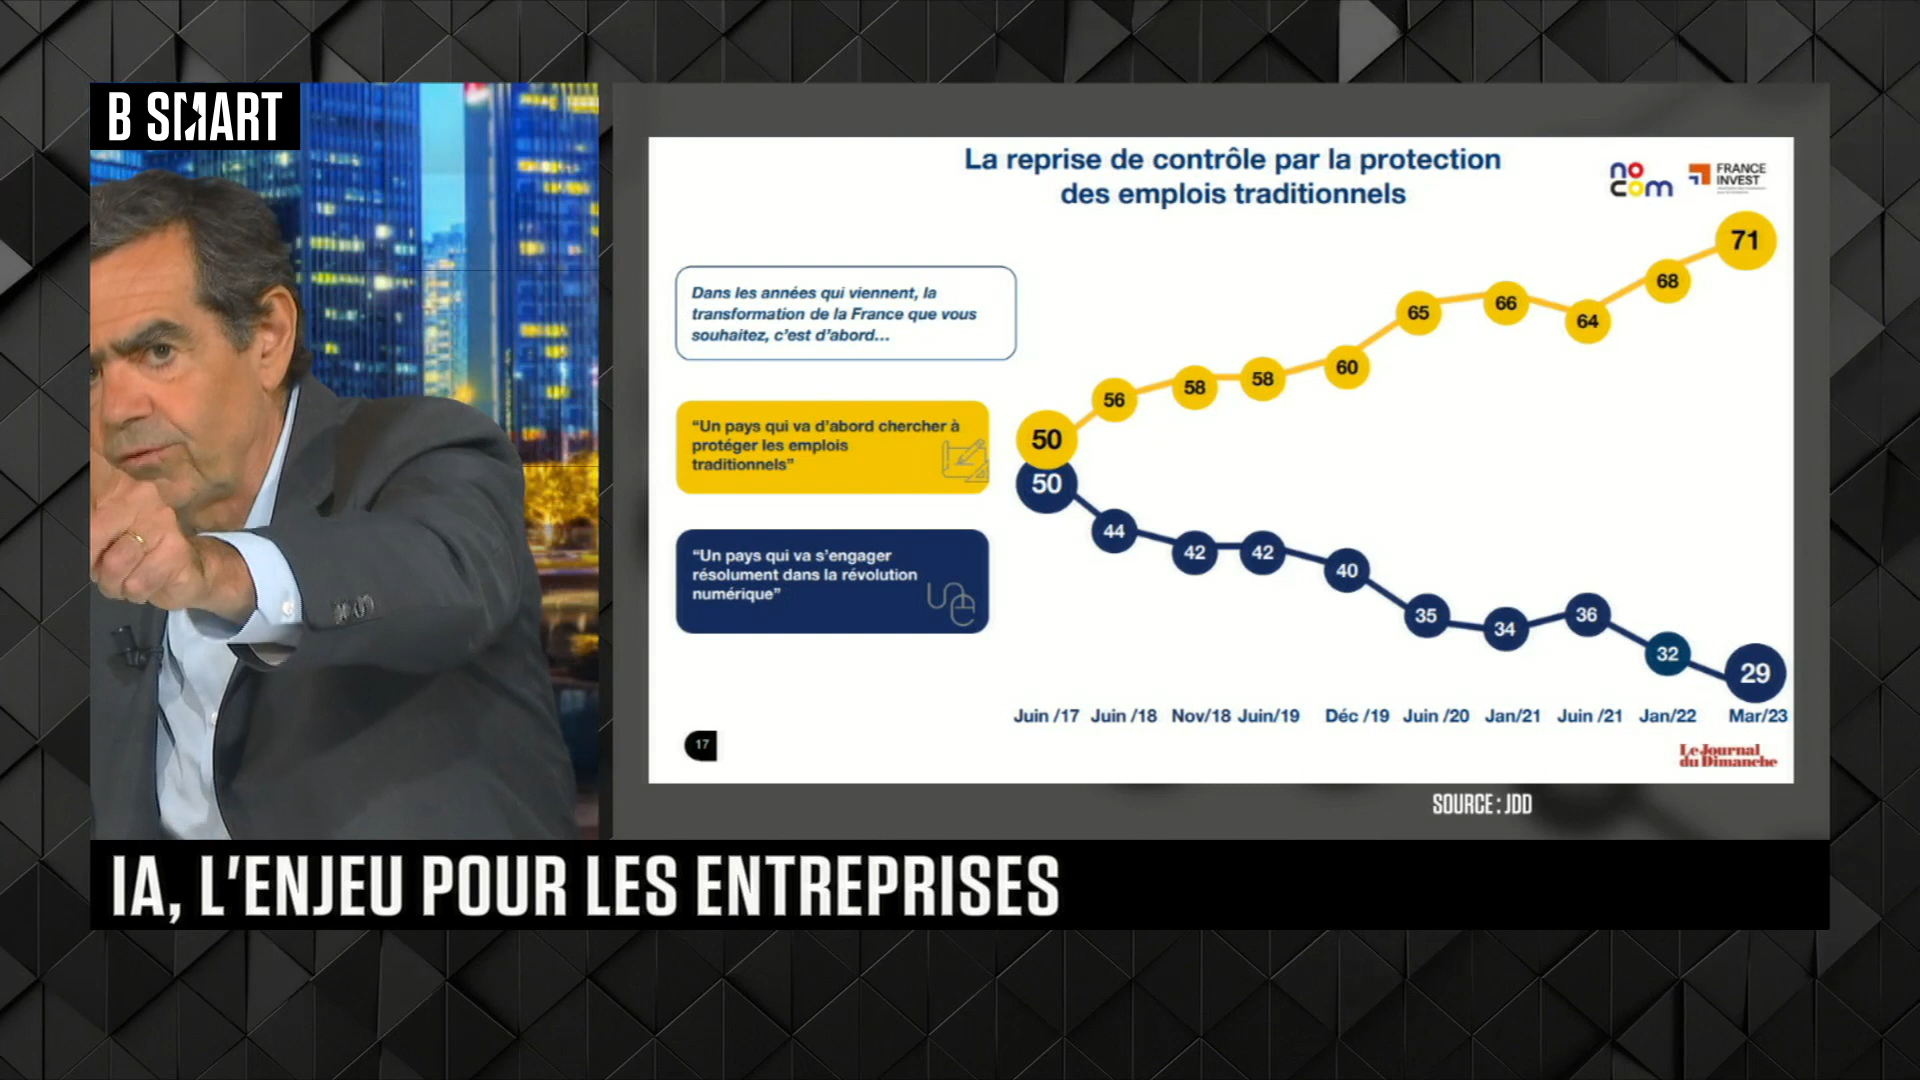 B SMART
La reprise de contrôle par la protection
des emplois traditionnels
no
com
FRANCE
INVEST
Dans les années qui viennent, la
transformation de la France que vous
souhaitez, c’est d’abord...
“Un pays qui va d’abord chercher à
protéger les emplois
traditionnels”
“Un pays qui va s’engager
résolument dans la révolution
numérique”
50 56 58 58 60 65 66 64 68 71
50 44 42 42 40 35 34 36 32 29
Juin /17 Juin /18 Nov/18 Juin/19 Déc /19 Juin /20 Jan/21 Juin /21 Jan/22 Mar/23
17
Le Journal
du Dimanche
SOURCE : JDD
IA, L’ENJEU POUR LES ENTREPRISES